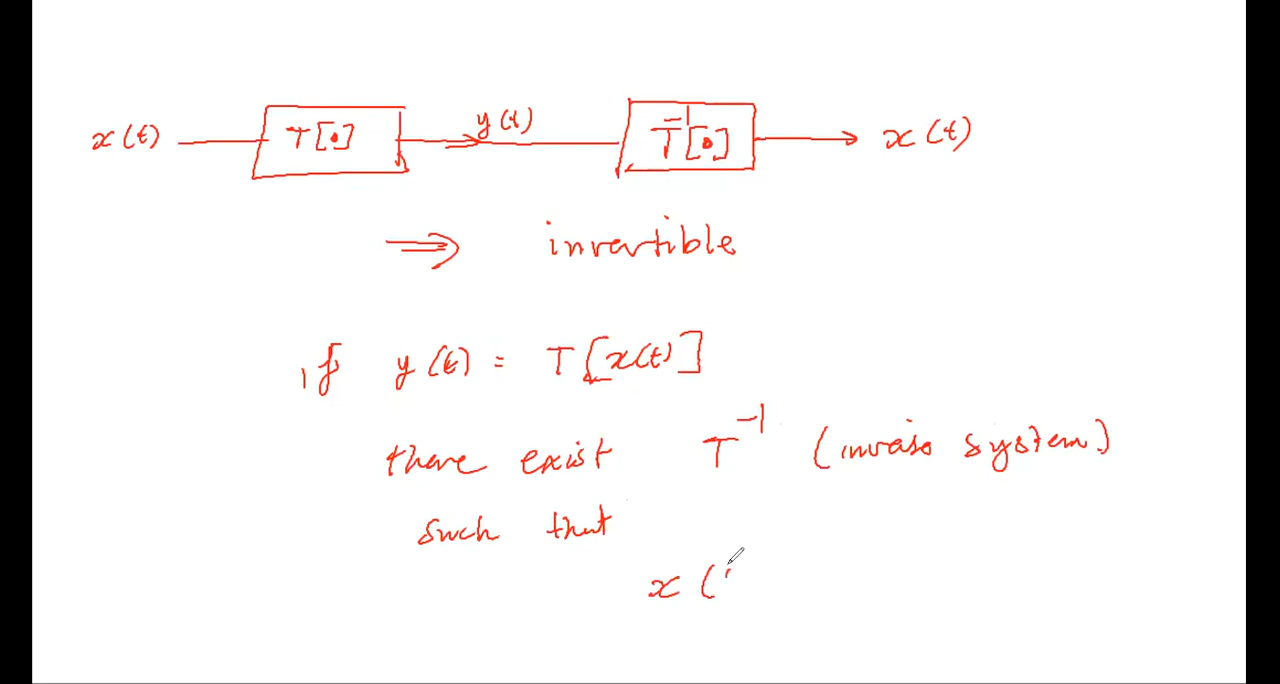 x(t) T[•] y(t) T⁻¹[•] x(t)
⇒ invertible
if y(t) = T[x(t)]
there exist T⁻¹ (inverse system)
such that
x(